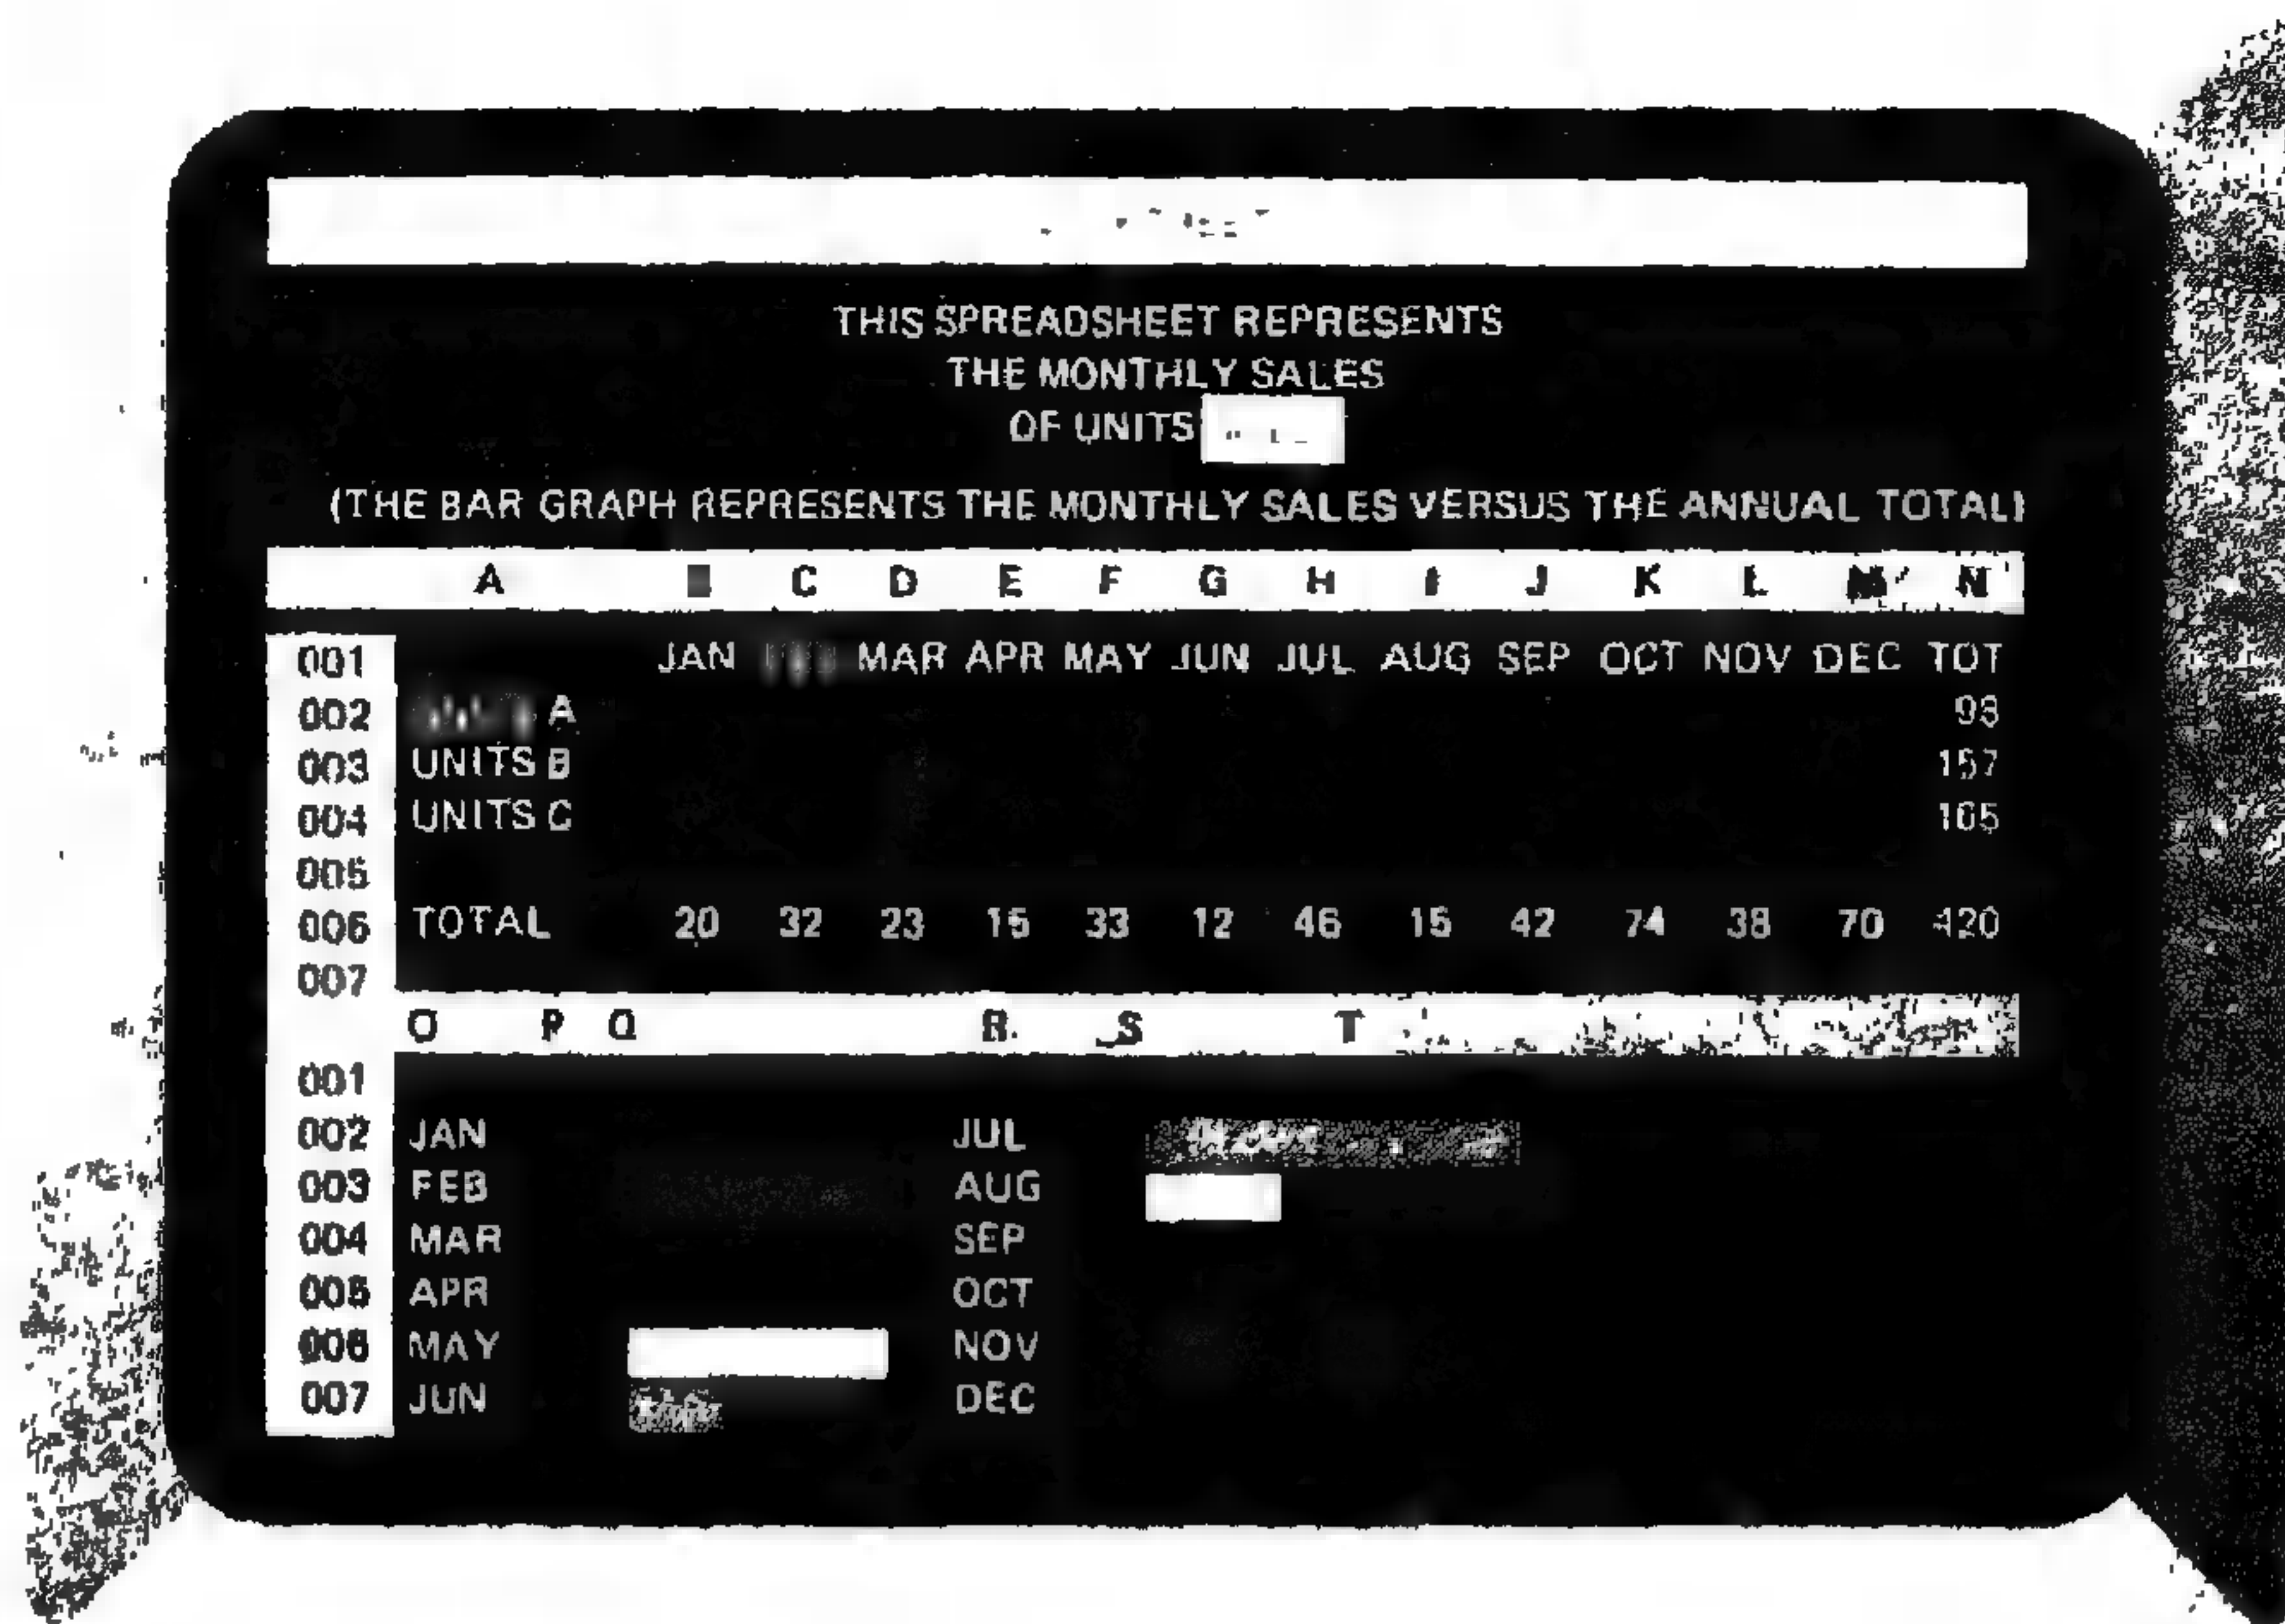 THIS SPREADSHEET REPRESENTS
THE MONTHLY SALES
OF UNITS
(THE BAR GRAPH REPRESENTS THE MONTHLY SALES VERSUS THE ANNUAL TOTAL)
A C D E F G H I J K L M N
001 JAN MAR APR MAY JUN JUL AUG SEP OCT NOV DEC TOT
002 A 98
003 UNITS B 157
004 UNITS C 165
005
006 TOTAL 20 32 23 15 33 12 46 15 42 74 38 70 420
007
O P Q R S T
001
002 JAN JUL
003 FEB AUG
004 MAR SEP
005 APR OCT
006 MAY NOV
007 JUN DEC